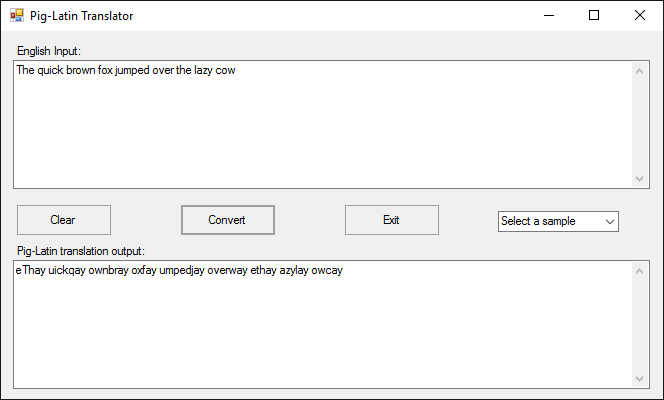 Pig-Latin Translator
English Input:
The quick brown fox jumped over the lazy cow
Clear
Convert
Exit
Select a sample
Pig-Latin translation output:
eThay uickqay ownbray oxfay umpedjay overway ethay azylay owcay